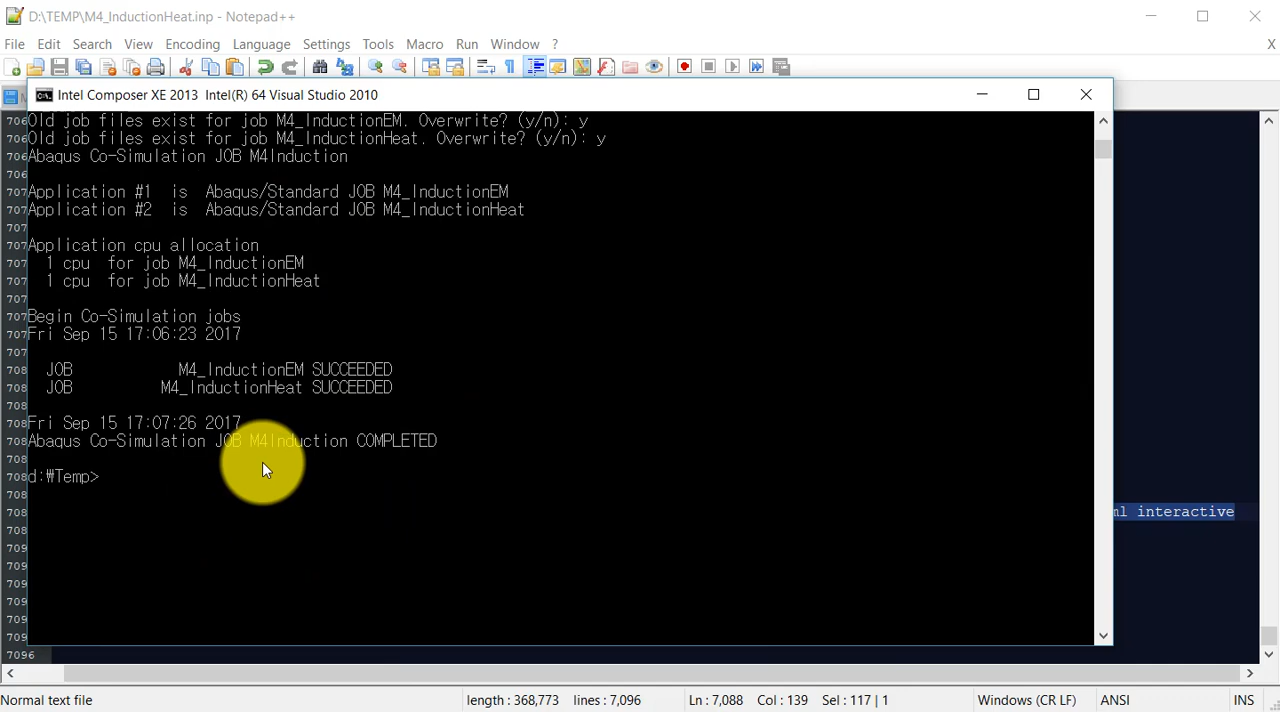 D:\TEMP\M4_InductionHeat.inp - Notepad++
File Edit Search View Encoding Language Settings Tools Macro Run Window ? X
Intel Composer XE 2013 Intel(R) 64 Visual Studio 2010
Old job files exist for job M4_InductionEM. Overwrite? (y/n): y
Old job files exist for job M4_InductionHeat. Overwrite? (y/n): y
Abaqus Co-Simulation JOB M4Induction
Application #1 is Abaqus/Standard JOB M4_InductionEM
Application #2 is Abaqus/Standard JOB M4_InductionHeat
Application cpu allocation
1 cpu for job M4_InductionEM
1 cpu for job M4_InductionHeat
Begin Co-Simulation jobs
Fri Sep 15 17:06:23 2017
JOB M4_InductionEM SUCCEEDED
JOB M4_InductionHeat SUCCEEDED
Fri Sep 15 17:07:26 2017
Abaqus Co-Simulation JOB M4Induction COMPLETED
d:₩Temp>
ml interactive
7096
Normal text file length : 368,773 lines : 7,096 Ln : 7,088 Col : 139 Sel : 117 | 1 Windows (CR LF) ANSI INS